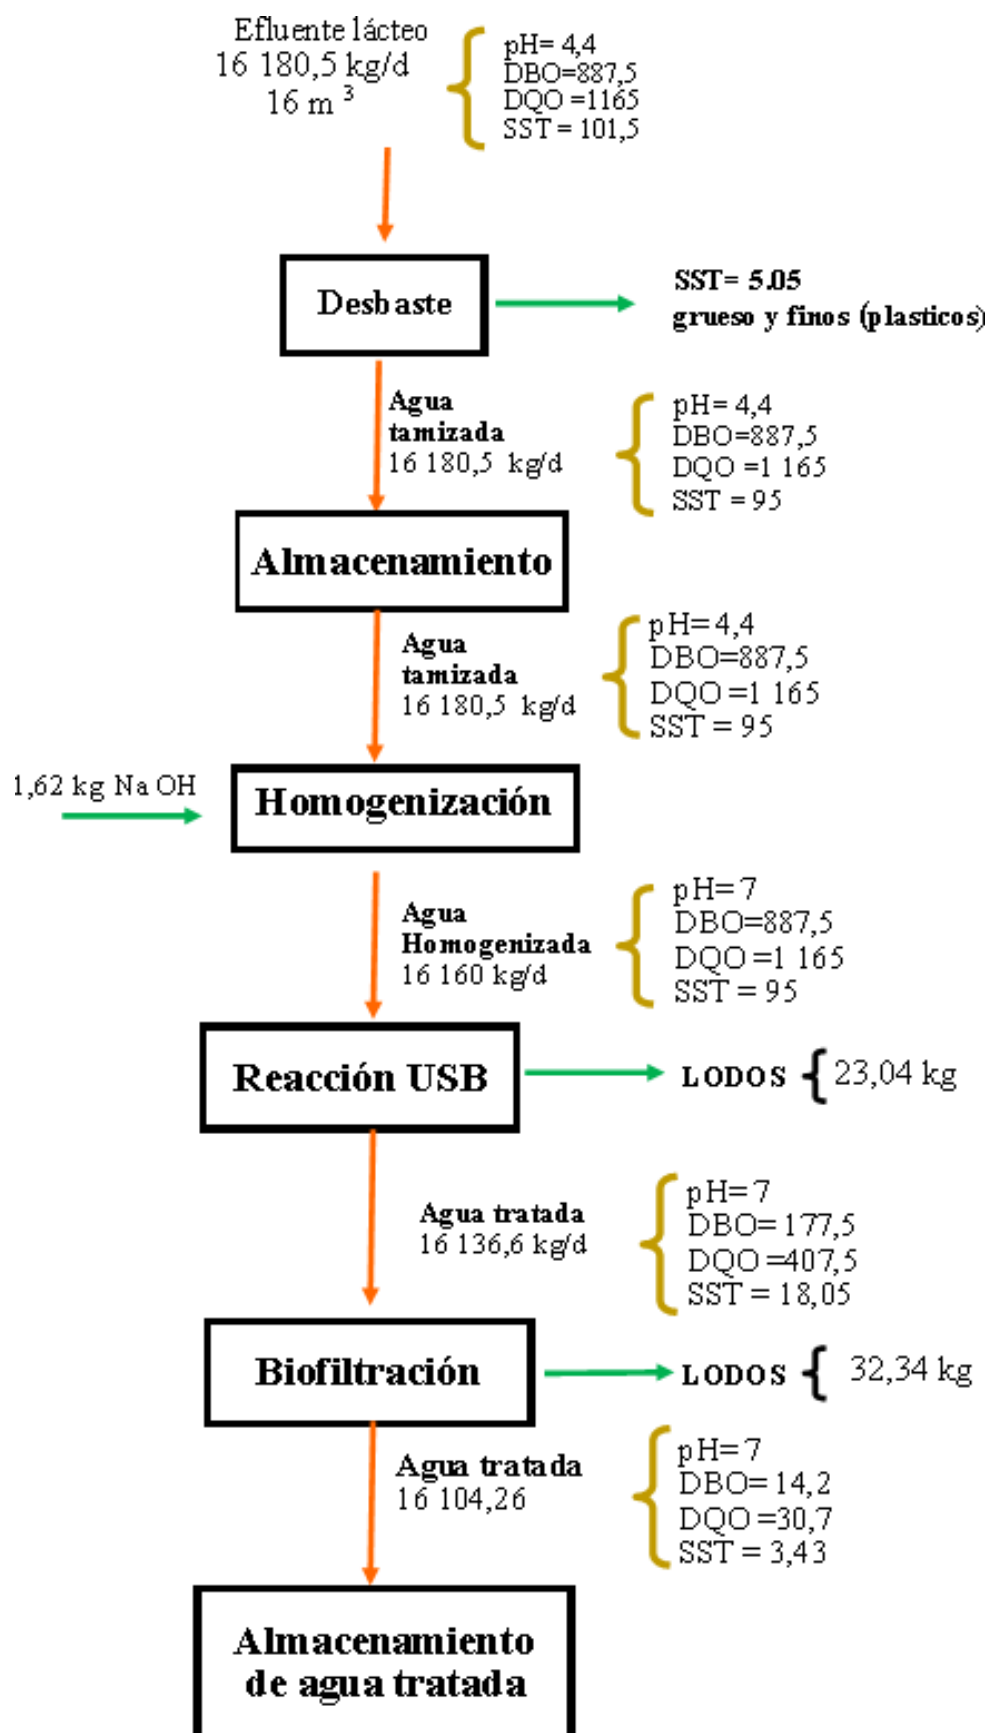 Efluente lácteo
16 180,5 kg/d
16 m 3
pH= 4,4
DBO=887,5
DQO =1165
SST = 101,5
Desbaste
SST= 5.05
grueso y finos (plasticos)
Agua
tamizada
16 180,5 kg/d
pH= 4,4
DBO=887,5
DQO =1 165
SST = 95
Almacenamiento
Agua
tamizada
16 180,5 kg/d
pH= 4,4
DBO=887,5
DQO =1 165
SST = 95
1,62 kg Na OH
Homogenización
Agua
Homogenizada
16 160 kg/d
pH= 7
DBO=887,5
DQO =1 165
SST = 95
Reacción USB
LODOS { 23,04 kg
Agua tratada
16 136,6 kg/d
pH= 7
DBO= 177,5
DQO =407,5
SST = 18,05
Biofiltración
LODOS { 32,34 kg
Agua tratada
16 104,26
pH= 7
DBO= 14,2
DQO =30,7
SST = 3,43
Almacenamiento
de agua tratada